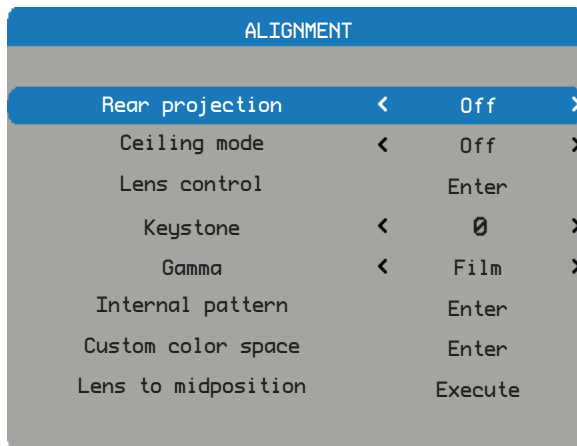 ALIGNMENT
Rear projection < Off >
Ceiling mode < Off >
Lens control Enter
Keystone < 0 >
Gamma < Film >
Internal pattern Enter
Custom color space Enter
Lens to midposition Execute